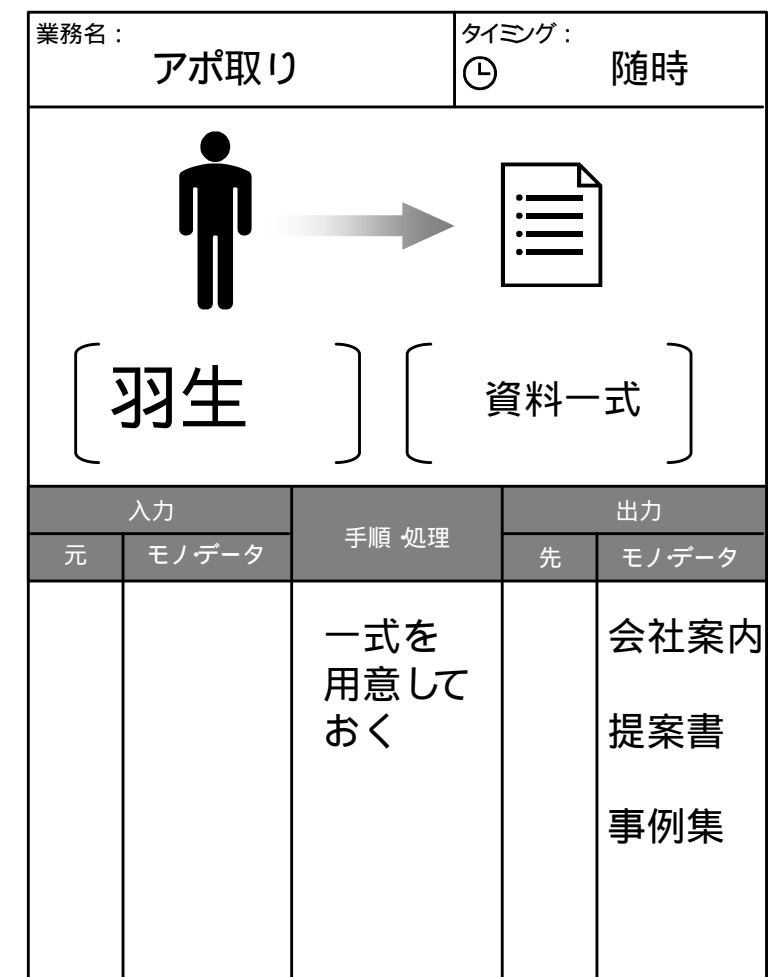 業務名：
アポ取り
タイミング：
随時
羽生
資料一式
入力
手順・処理
出力
元
モノ・データ
先
モノ・データ
一式を
用意して
おく
会社案内
提案書
事例集